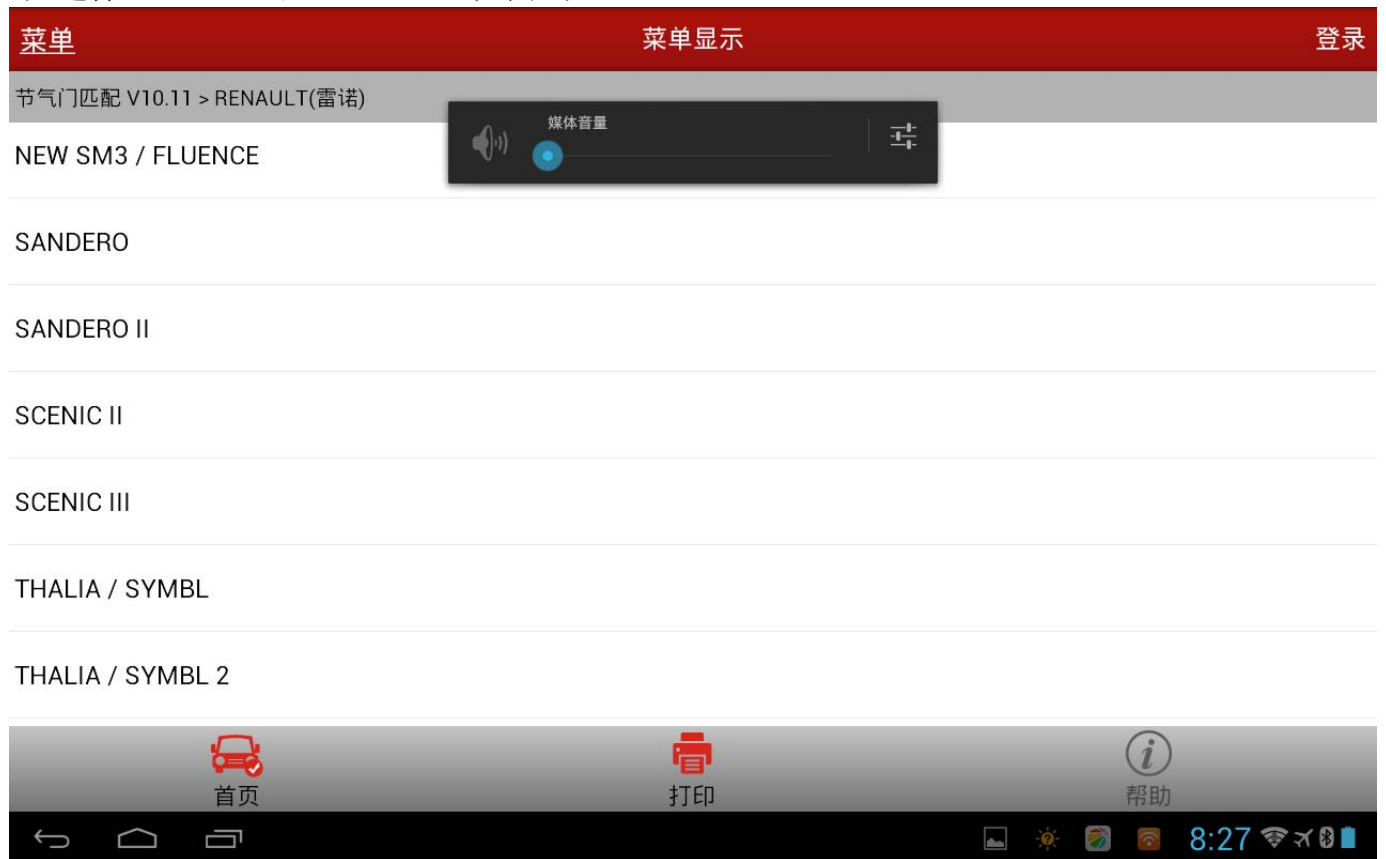 菜单 菜单显示 登录
节气门匹配 V10.11 > RENAULT(雷诺)
媒体音量
NEW SM3 / FLUENCE
SANDERO
SANDERO II
SCENIC II
SCENIC III
THALIA / SYMBL
THALIA / SYMBL 2
首页 打印 帮助
8:27